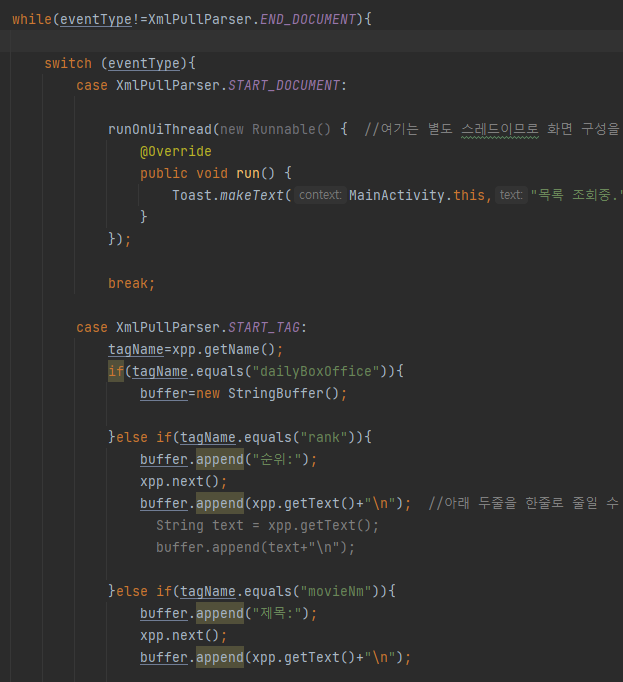 while(eventType!=XmlPullParser.END_DOCUMENT){
switch (eventType){
case XmlPullParser.START_DOCUMENT:
runOnUiThread(new Runnable() { //여기는 별도 스레드이므로 화면 구성을
@Override
public void run() {
Toast.makeText( context: MainActivity.this, text: "목록 조회중."
}
});
break;
case XmlPullParser.START_TAG:
tagName=xpp.getName();
if(tagName.equals("dailyBoxOffice")){
buffer=new StringBuffer();
}else if(tagName.equals("rank")){
buffer.append("순위:");
xpp.next();
buffer.append(xpp.getText()+"\n"); //아래 두줄을 한줄로 줄일 수
String text = xpp.getText();
buffer.append(text+"\n");
}else if(tagName.equals("movieNm")){
buffer.append("제목:");
xpp.next();
buffer.append(xpp.getText()+"\n");